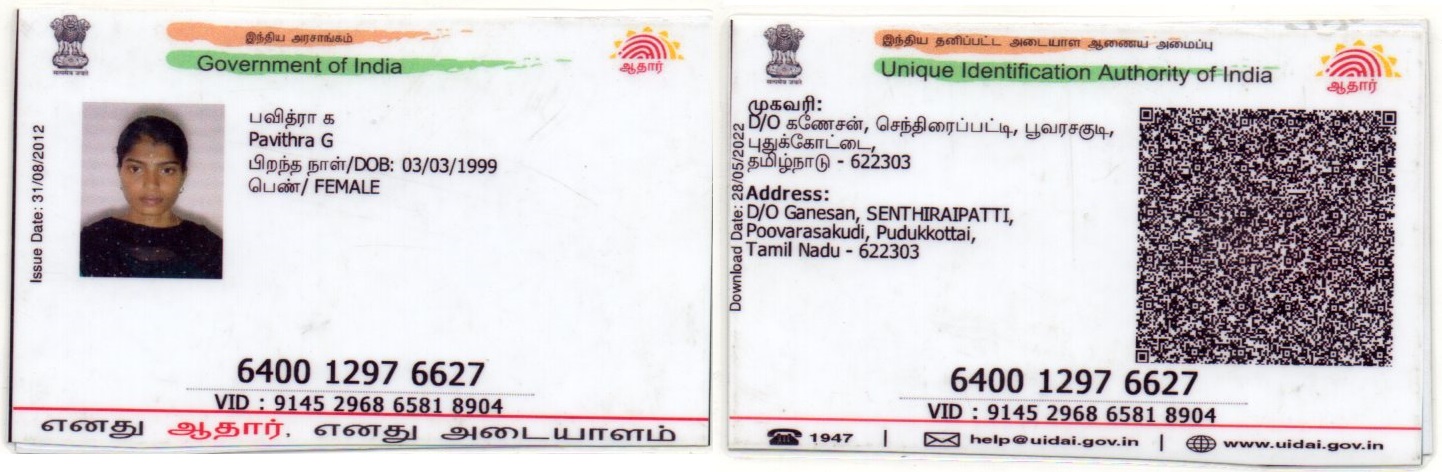 இந்திய அரசாங்கம்
Government of India
ஆதார்
Issue Date: 31/08/2012
பவித்ரா க
Pavithra G
பிறந்த நாள்/DOB: 03/03/1999
பெண்/ FEMALE
6400 1297 6627
VID : 9145 2968 6581 8904
எனது ஆதார், எனது அடையாளம்
இந்திய தனிப்பட்ட அடையாள ஆணைய அமைப்பு
Unique Identification Authority of India
ஆதார்
Download Date: 28/05/2022
முகவரி:
D/O கணேசன், செந்திரைப்பட்டி, பூவரசகுடி,
புதுக்கோட்டை,
தமிழ்நாடு - 622303
Address:
D/O Ganesan, SENTHIRAIPATTI,
Poovarasakudi, Pudukkottai,
Tamil Nadu - 622303
6400 1297 6627
VID : 9145 2968 6581 8904
1947 | help@uidai.gov.in | www.uidai.gov.in